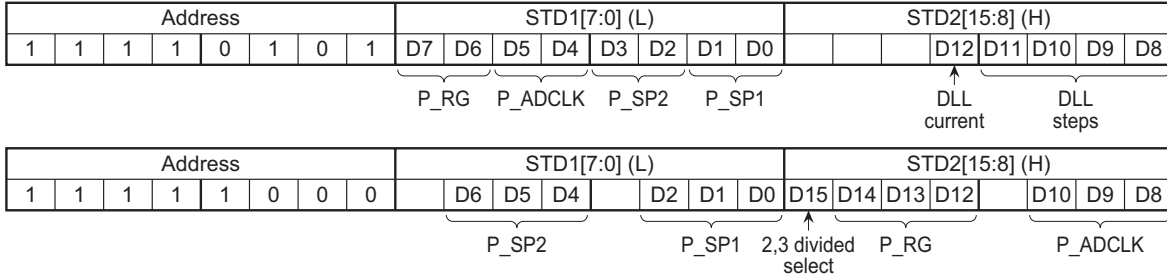 Address STD1[7:0] (L) STD2[15:8] (H)
1 1 1 1 0 1 0 1 D7 D6 D5 D4 D3 D2 D1 D0 D12 D11 D10 D9 D8
P_RG P_ADCLK P_SP2 P_SP1 DLL current DLL steps
Address STD1[7:0] (L) STD2[15:8] (H)
1 1 1 1 1 0 0 0 D6 D5 D4 D2 D1 D0 D15 D14 D13 D12 D10 D9 D8
P_SP2 P_SP1 2,3 divided select P_RG P_ADCLK